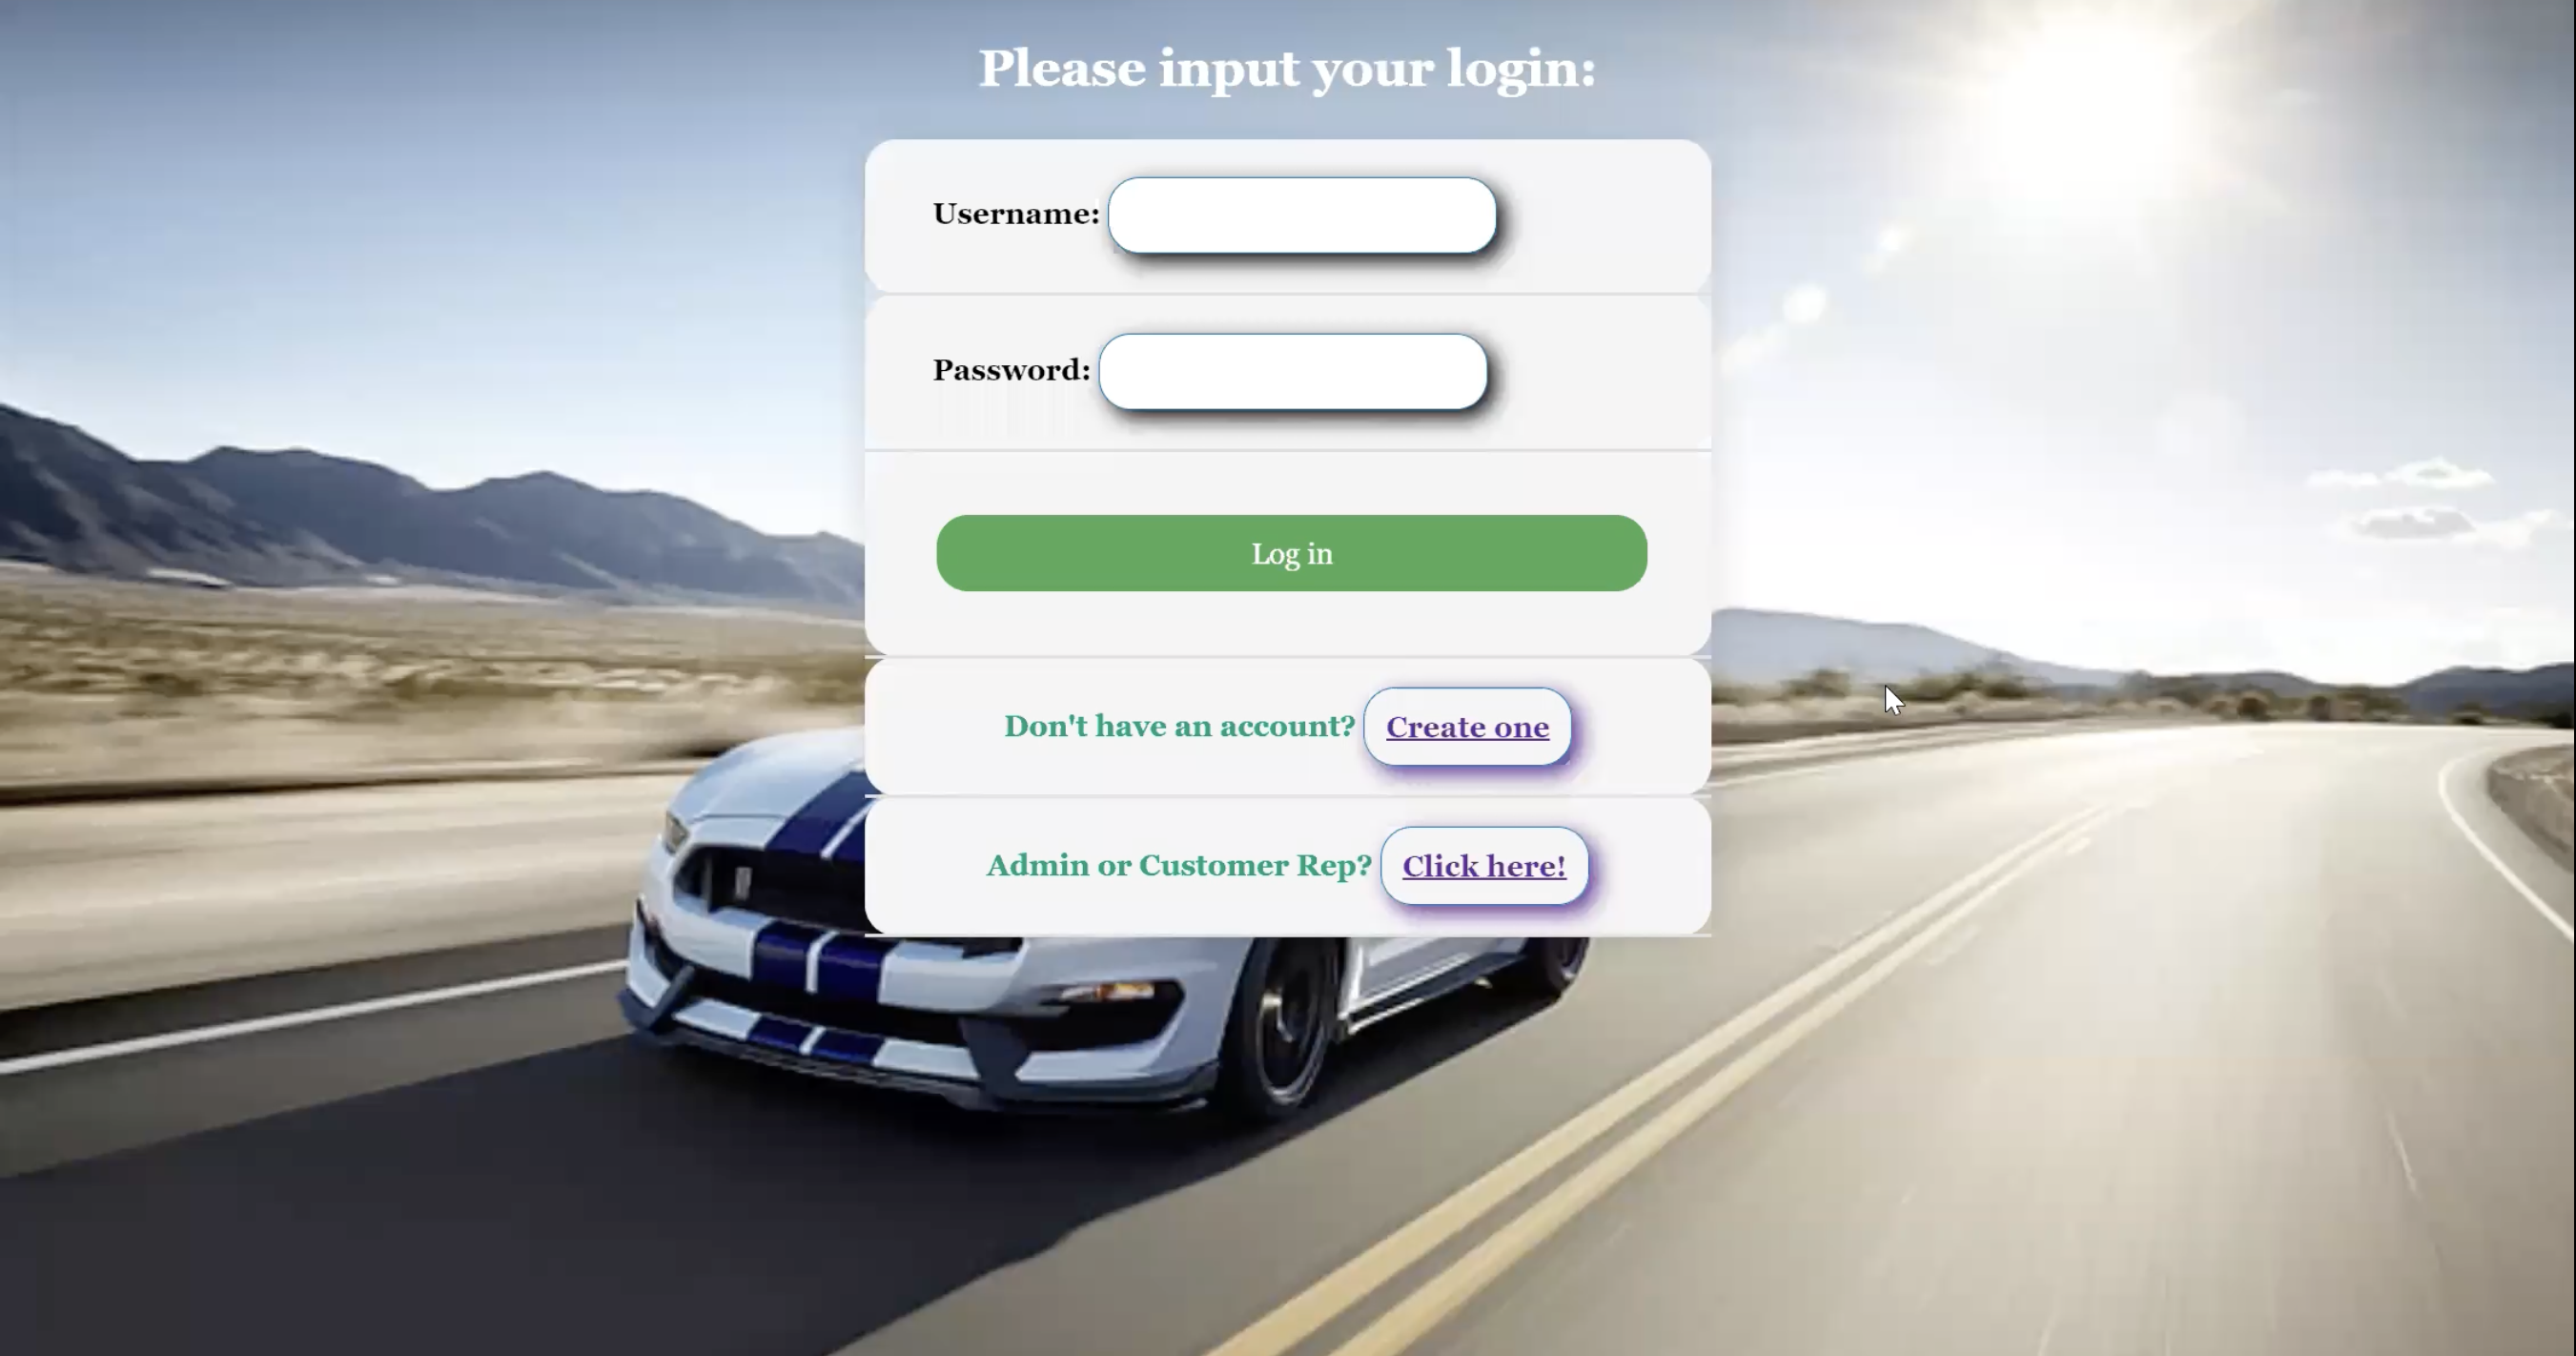 Please input your login:
Username:
Password:
Log in
Don't have an account? Create one
Admin or Customer Rep? Click here!